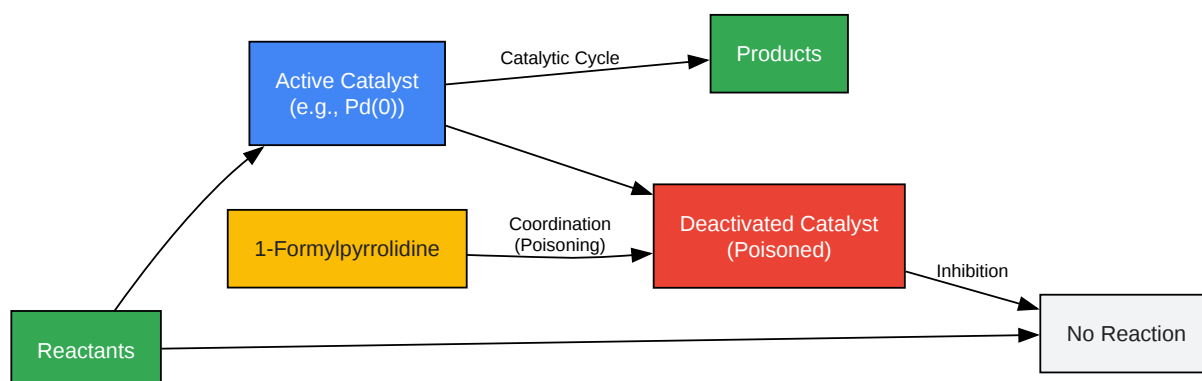 Products
Catalytic Cycle
Active Catalyst
(e.g., Pd(0))
1-Formylpyrrolidine
Coordination
(Poisoning)
Deactivated Catalyst
(Poisoned)
Inhibition
No Reaction
Reactants